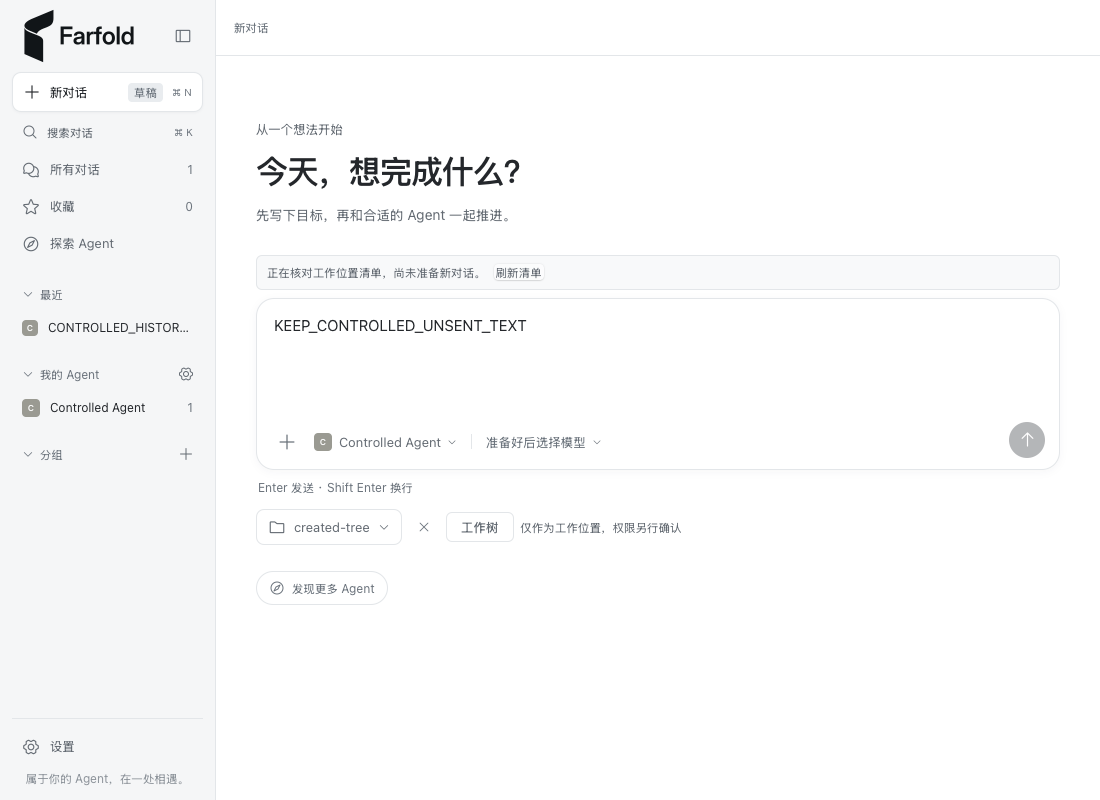 Farfold
新对话 草稿 ⌘ N
搜索对话 ⌘ K
所有对话 1
收藏 0
探索 Agent
最近
C CONTROLLED_HISTOR...
我的 Agent
C Controlled Agent 1
分组
设置
属于你的 Agent，在一处相遇。
新对话
从一个想法开始
今天，想完成什么?
先写下目标，再和合适的 Agent 一起推进。
正在核对工作位置清单，尚未准备新对话。 刷新清单
KEEP_CONTROLLED_UNSENT_TEXT
C Controlled Agent 准备好后选择模型
Enter 发送 · Shift Enter 换行
created-tree 工作树 仅作为工作位置，权限另行确认
发现更多 Agent